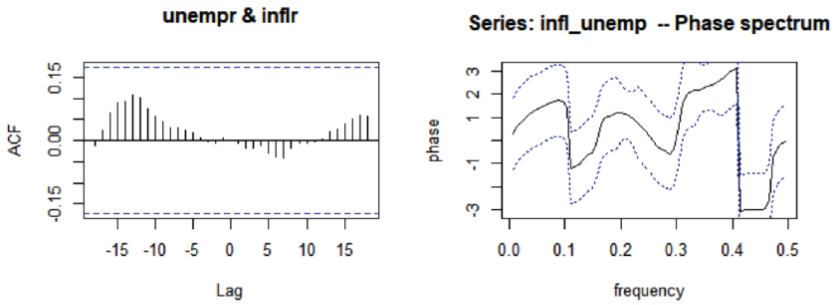 unempr & inflr
ACF
0.15
0.00
-0.15
-15 -10 -5 0 5 10 15
Lag
Series: infl_unemp -- Phase spectrum
phase
3
2
1
-1
-3
0.0 0.1 0.2 0.3 0.4 0.5
frequency